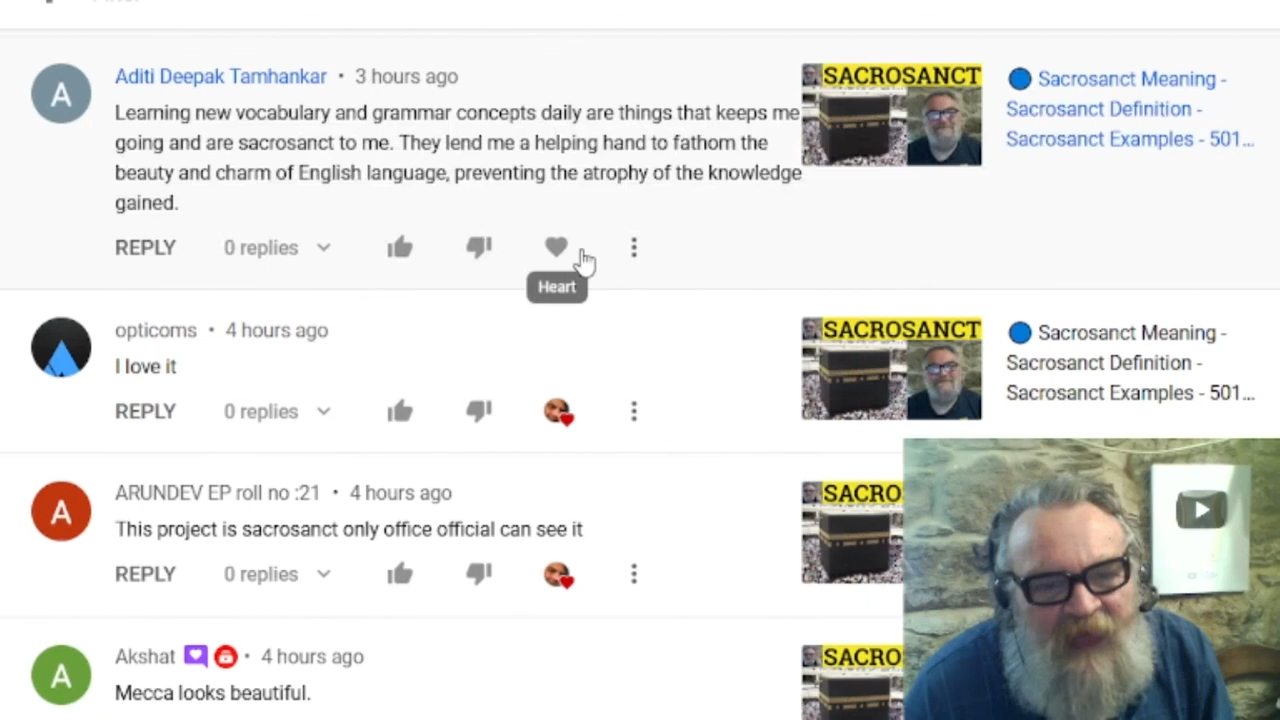 Aditi Deepak Tamhankar • 3 hours ago
Learning new vocabulary and grammar concepts daily are things that keeps me
going and are sacrosanct to me. They lend me a helping hand to fathom the
beauty and charm of English language, preventing the atrophy of the knowledge
gained.
REPLY 0 replies
Heart
SACROSANCT
Sacrosanct Meaning -
Sacrosanct Definition -
Sacrosanct Examples - 501...
opticoms • 4 hours ago
I love it
REPLY 0 replies
SACROSANCT
Sacrosanct Meaning -
Sacrosanct Definition -
Sacrosanct Examples - 501...
ARUNDEV EP roll no :21 • 4 hours ago
This project is sacrosanct only office official can see it
REPLY 0 replies
SACRO
Akshat • 4 hours ago
Mecca looks beautiful.
SACRO